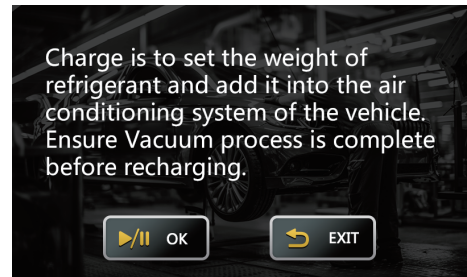 Charge is to set the weight of
refrigerant and add it into the air
conditioning system of the vehicle.
Ensure Vacuum process is complete
before recharging.
OK
EXIT